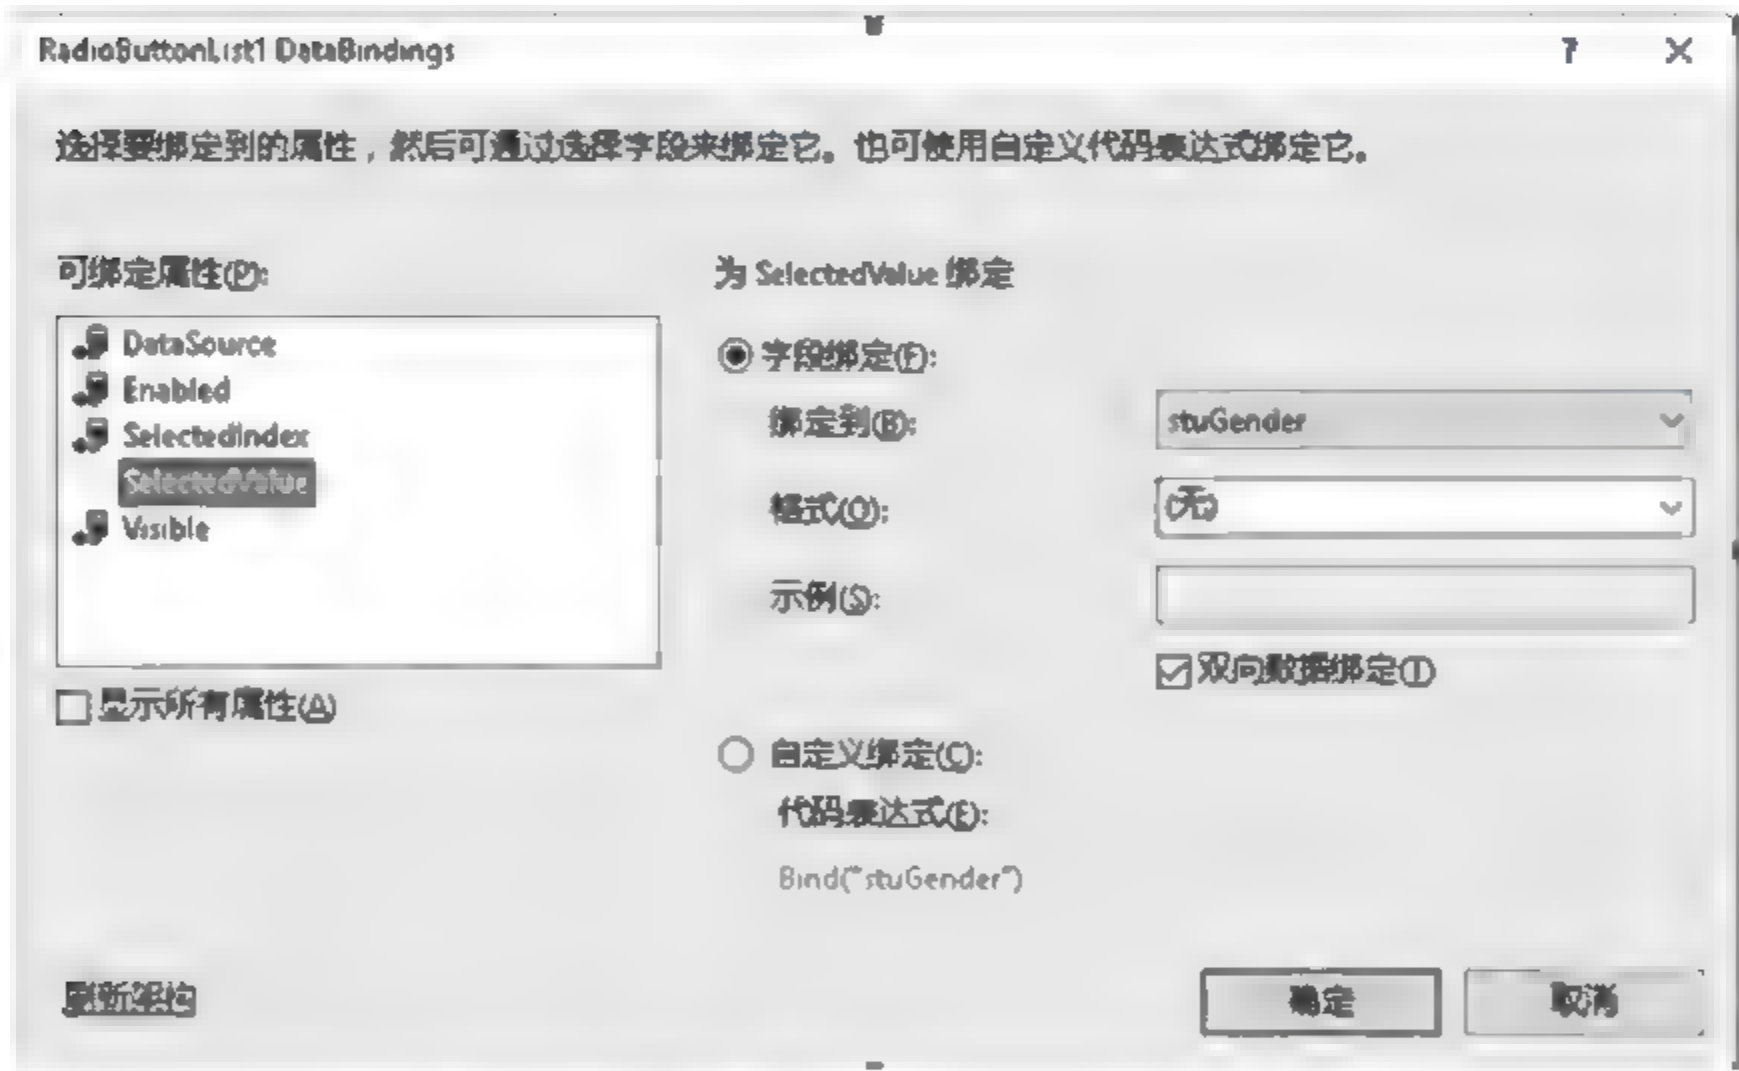 RadioButtonList1 DataBindings
? ×
选择要绑定到的属性，然后可通过选择字段来绑定它。也可使用自定义代码表达式绑定它。
可绑定属性(P):
DataSource
Enabled
SelectedIndex
SelectedValue
Visible
显示所有属性(A)
为 SelectedValue 绑定
字段绑定(F):
绑定到(B):
stuGender
格式(O):
(无)
示例(S):
双向数据绑定(T)
自定义绑定(C):
代码表达式(E):
Bind("stuGender")
刷新架构
确定
取消